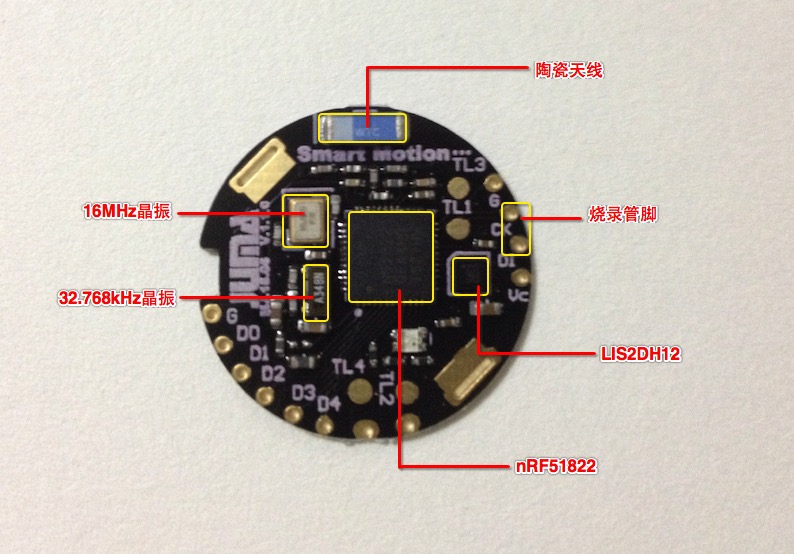 陶瓷天线
WTC
Smart motion...
TL3
16MHz晶振
G
TL1
烧录管脚
CK
D1
32.768kHz晶振
A348N
Vc
G
D0
D1
D2
D3
D4
TL4
TL2
LIS2DH12
nRF51822